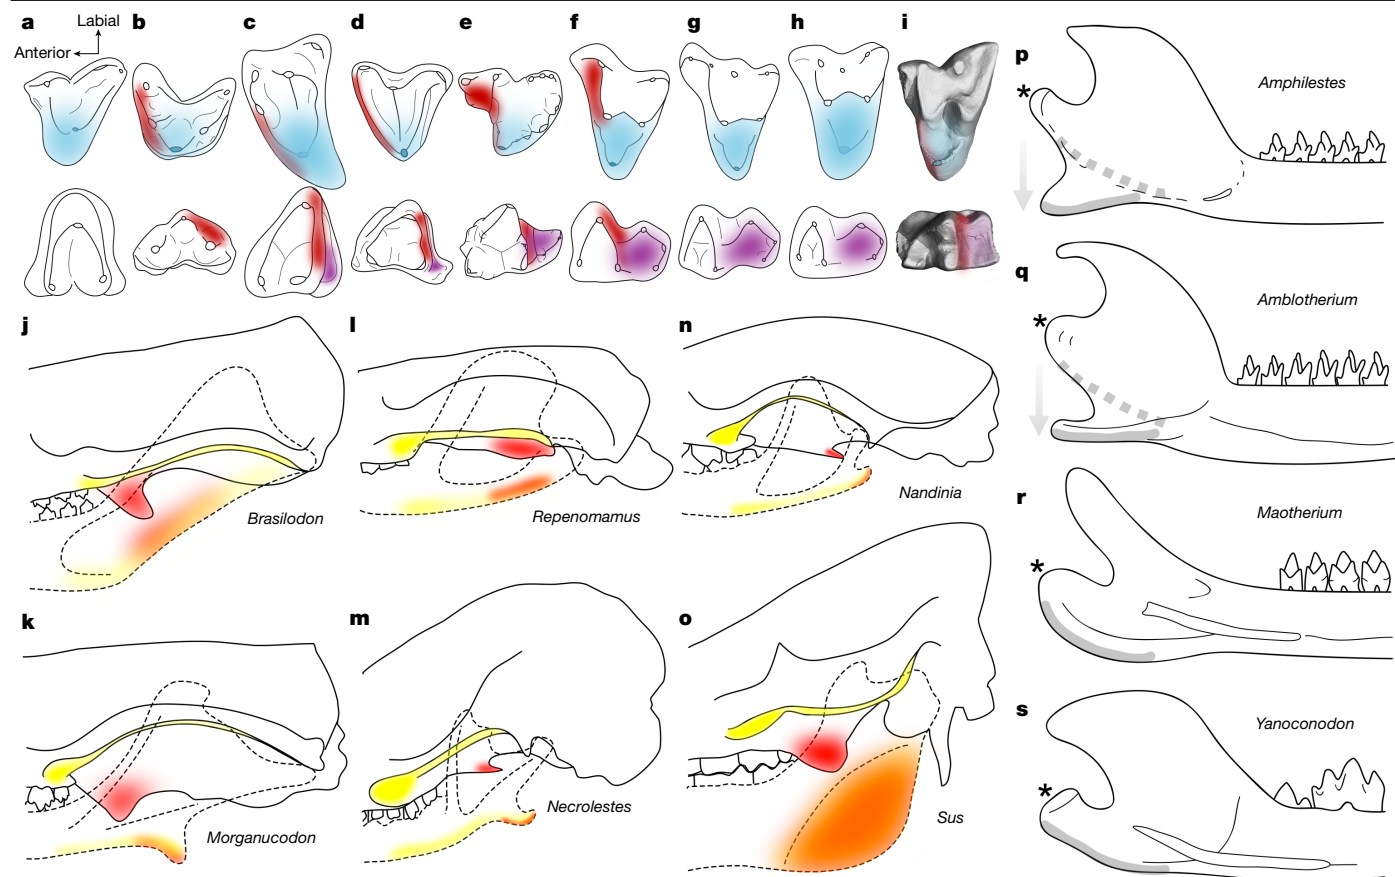 a
Labial
Anterior
b
c
d
e
f
g
h
i
p
*
Amphilestes
q
*
Amblotherium
j
Brasilodon
l
Repenomamus
n
Nandinia
r
*
Maotherium
k
Morganucodon
m
Necrolestes
o
Sus
s
*
Yanoconodon